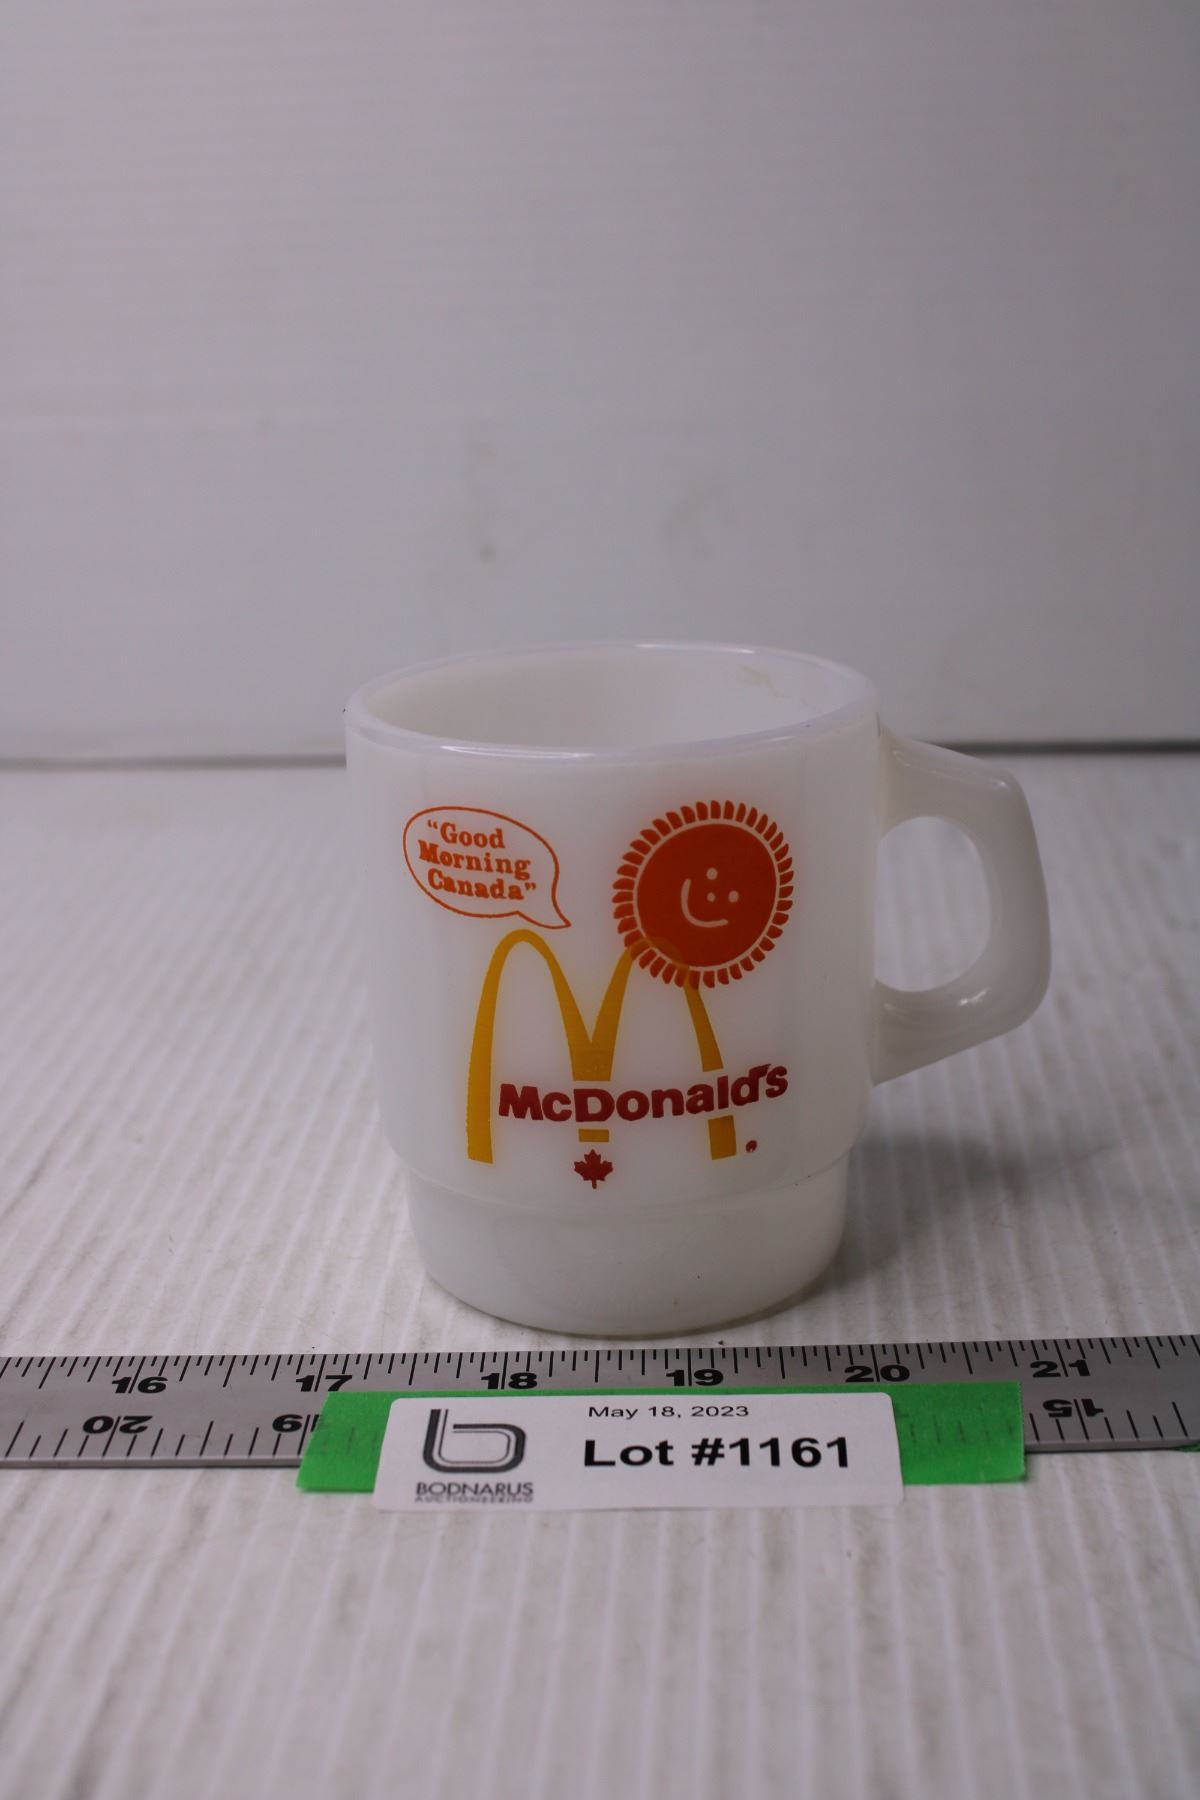 “Good
Morning
Canada”
McDonald's
16 17 18 19 20 21
20 19 15
May 18, 2023
Lot #1161
BODNARUS
AUCTIONEERING